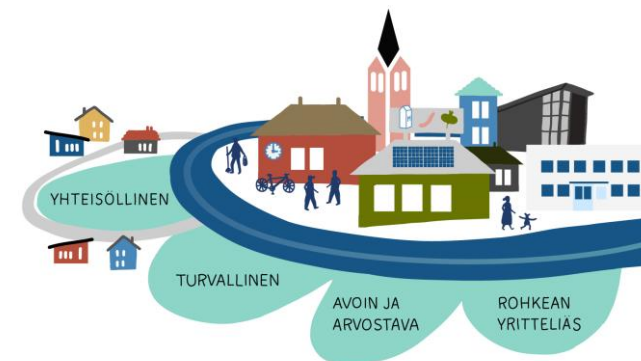 YHTEISÖLLINEN
TURVALLINEN
AVOIN JA
ARVOSTAVA
ROHKEAN
YRITTELIÄS